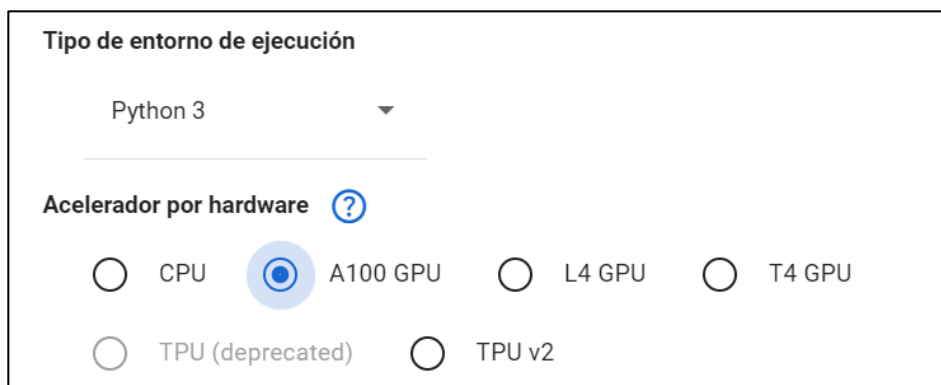 Tipo de entorno de ejecución
Python 3
Acelerador por hardware ?
CPU A100 GPU L4 GPU T4 GPU
TPU (deprecated) TPU v2